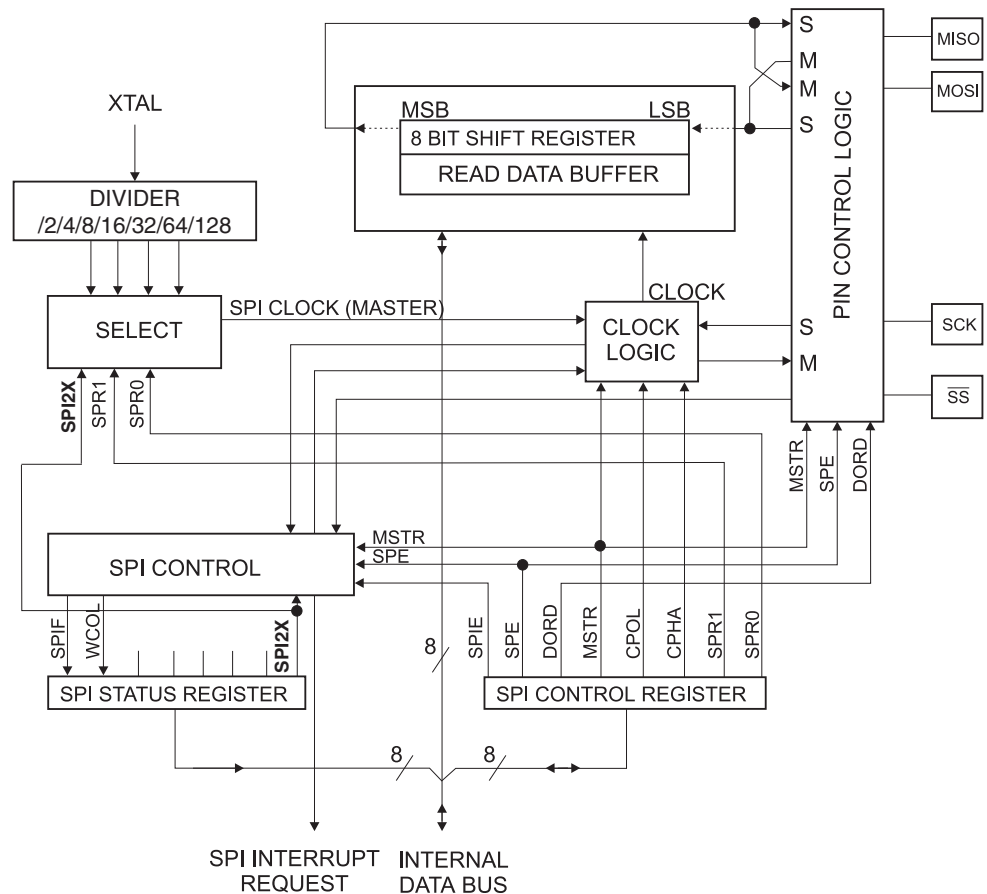 S
MISO
M
M
MOSI
XTAL
MSB
LSB
S
8 BIT SHIFT REGISTER
READ DATA BUFFER
PIN CONTROL LOGIC
DIVIDER
/2/4/8/16/32/64/128
SPI CLOCK (MASTER)
CLOCK
SELECT
CLOCK
LOGIC
S
M
SCK
SS
SPI2X
SPR1
SPR0
MSTR
SPE
DORD
MSTR
SPE
SPI CONTROL
SPIF
WCOL
SPI2X
SPIE
SPE
DORD
MSTR
CPOL
CPHA
SPR1
SPR0
8
SPI STATUS REGISTER
SPI CONTROL REGISTER
8
8
SPI INTERRUPT
REQUEST
INTERNAL
DATA BUS